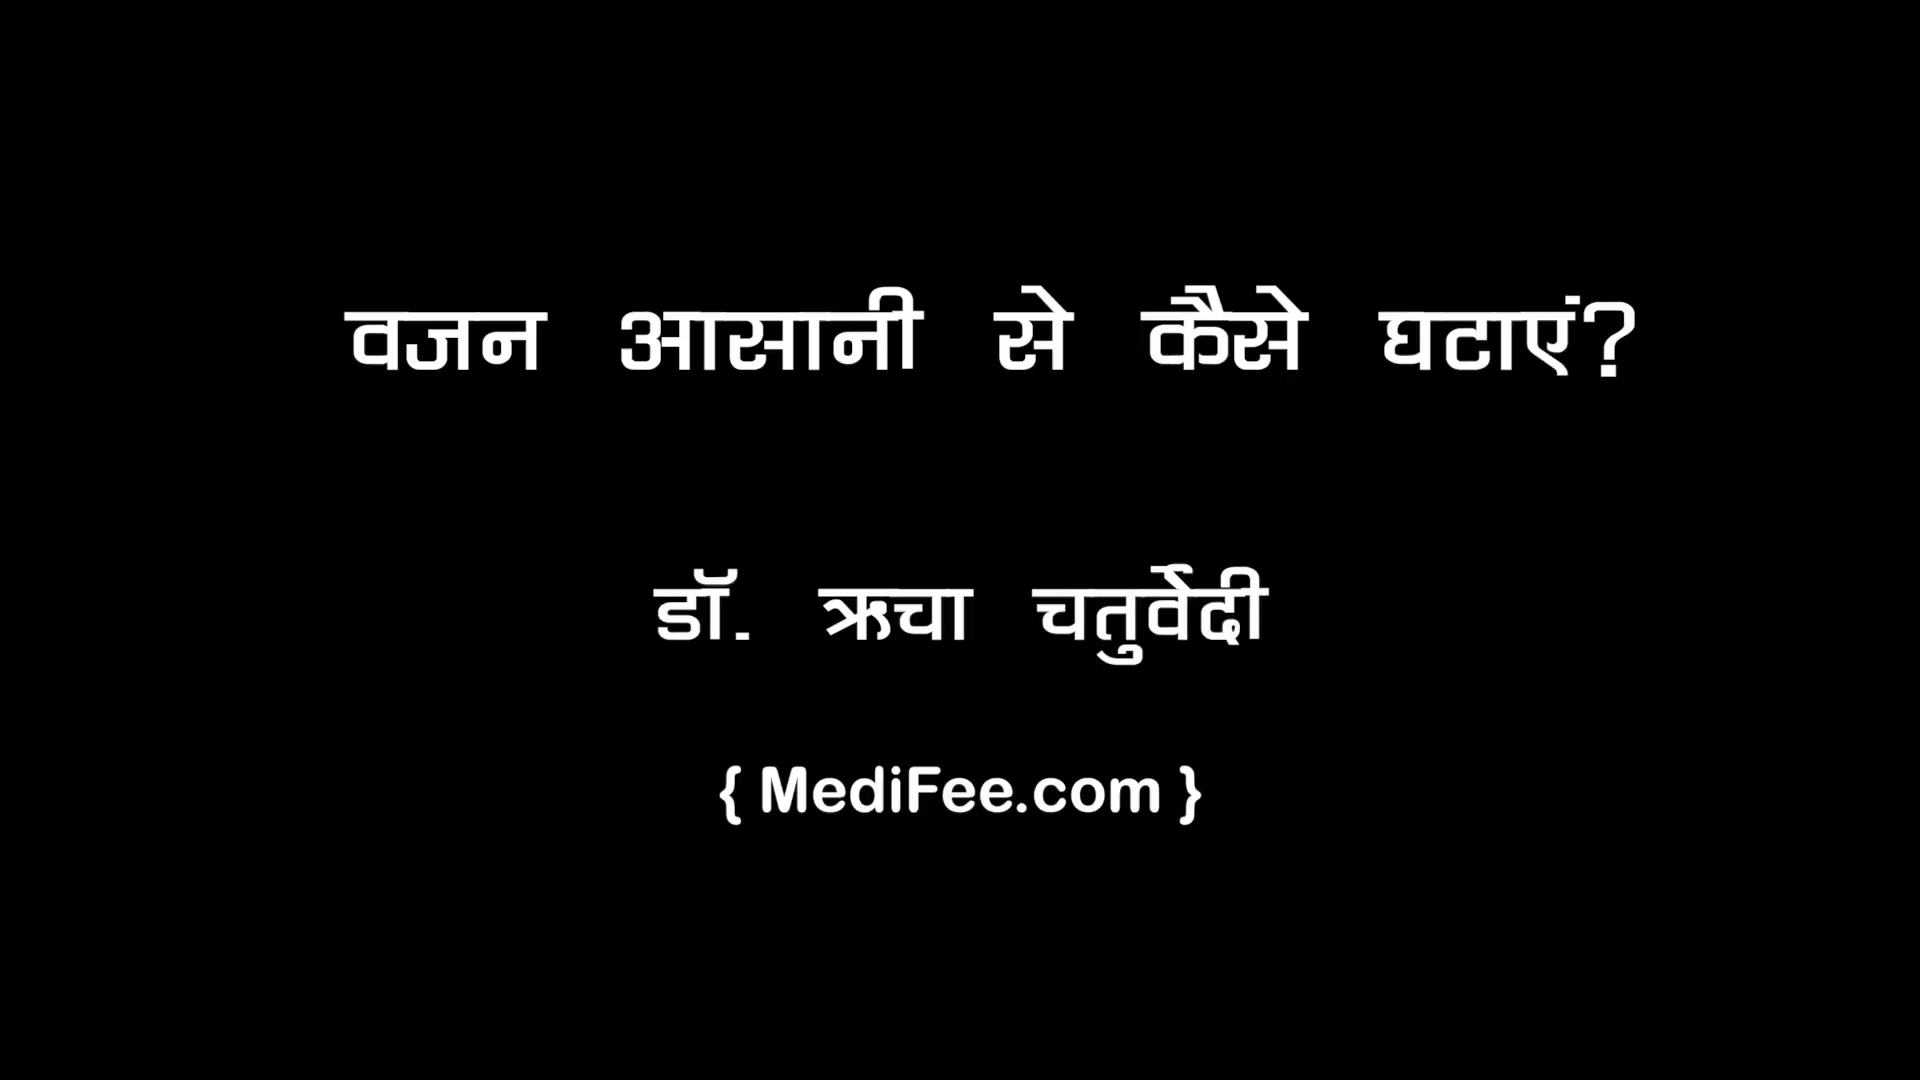 वजन आसानी से कैसे घटाएं?
डॉ. ऋचा चतुर्वेदी
{ MediFee.com }